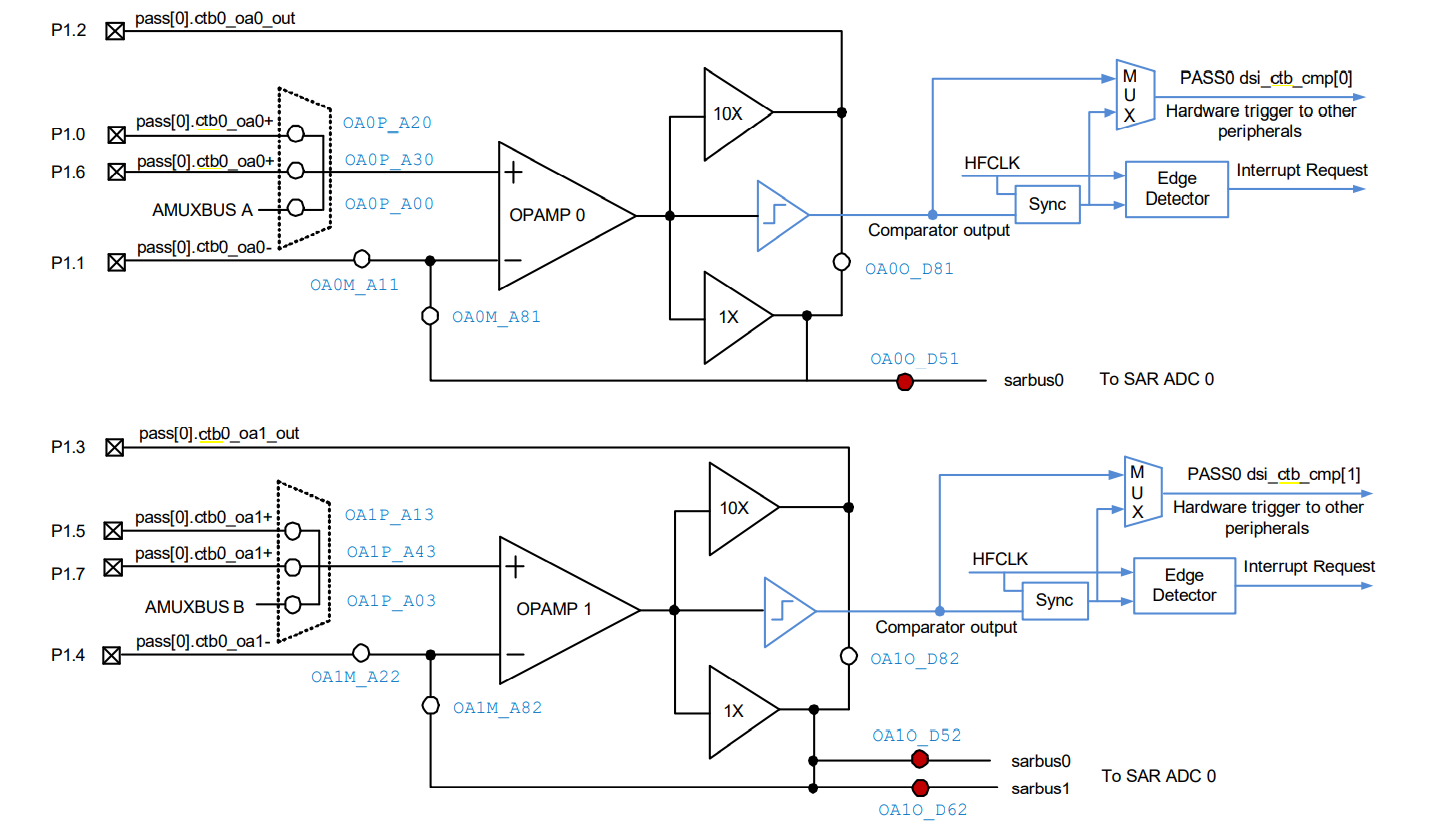 P1.2 pass[0].ctb0_oa0_out
P1.0 pass[0].ctb0_oa0+ OA0P_A20
P1.6 pass[0].ctb0_oa0+ OA0P_A30
AMUXBUS A OA0P_A00
P1.1 pass[0].ctb0_oa0-
OA0M_A11
OA0M_A81
+
OPAMP 0
−
10X
1X
Comparator output
OA0O_D81
OA0O_D51
sarbus0 To SAR ADC 0
M
U
X
PASS0 dsi_ctb_cmp[0]
Hardware trigger to other
peripherals
HFCLK
Sync
Edge
Detector
Interrupt Request
P1.3 pass[0].ctb0_oa1_out
P1.5 pass[0].ctb0_oa1+ OA1P_A13
P1.7 pass[0].ctb0_oa1+ OA1P_A43
AMUXBUS B OA1P_A03
P1.4 pass[0].ctb0_oa1-
OA1M_A22
OA1M_A82
+
OPAMP 1
−
10X
1X
Comparator output
OA1O_D82
OA1O_D52
sarbus0
To SAR ADC 0
sarbus1
OA1O_D62
M
U
X
PASS0 dsi_ctb_cmp[1]
Hardware trigger to other
peripherals
HFCLK
Sync
Edge
Detector
Interrupt Request